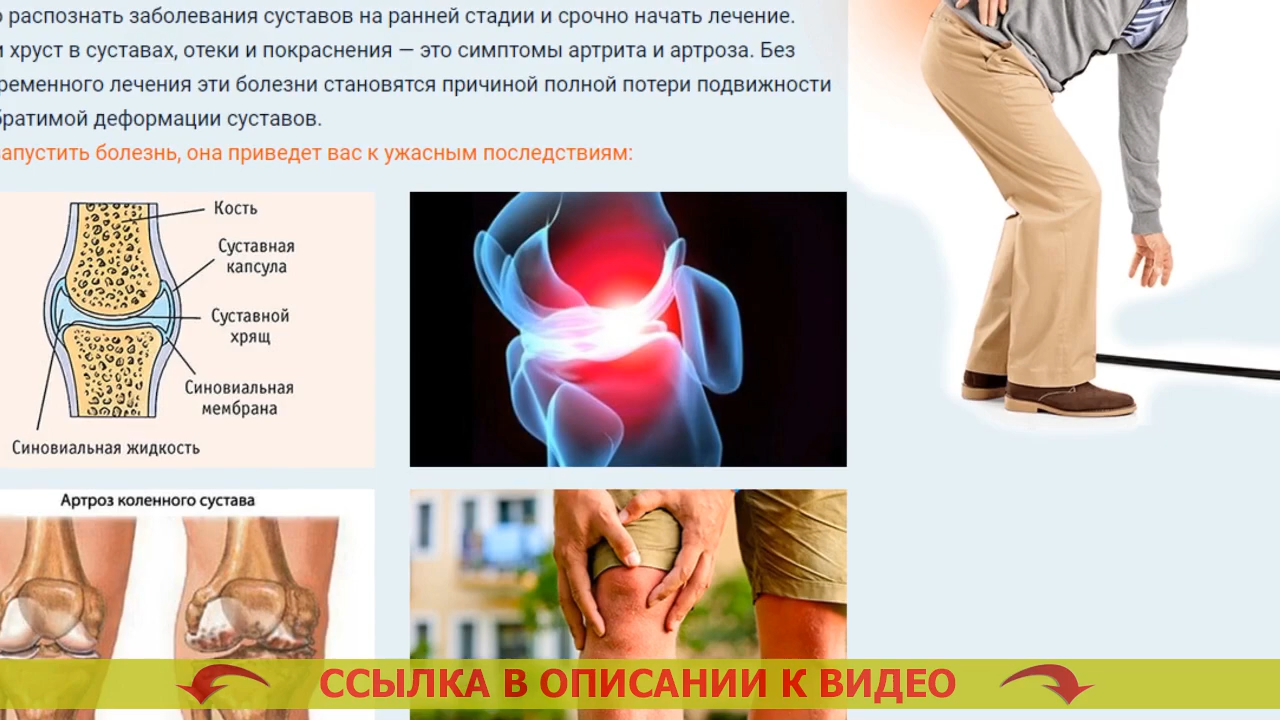 распознать заболевания суставов на ранней стадии и срочно начать лечение.
хруст в суставах, отеки и покраснения — это симптомы артрита и артроза. Без
ременного лечения эти болезни становятся причиной полной потери подвижности
братимой деформации суставов.
апустить болезнь, она приведет вас к ужасным последствиям:
Кость
Суставная
капсула
Суставной
хрящ
Синовиальная
мембрана
Синовиальная жидкость
Артроз коленного сустава
ССЫЛКА В ОПИСАНИИ К ВИДЕО